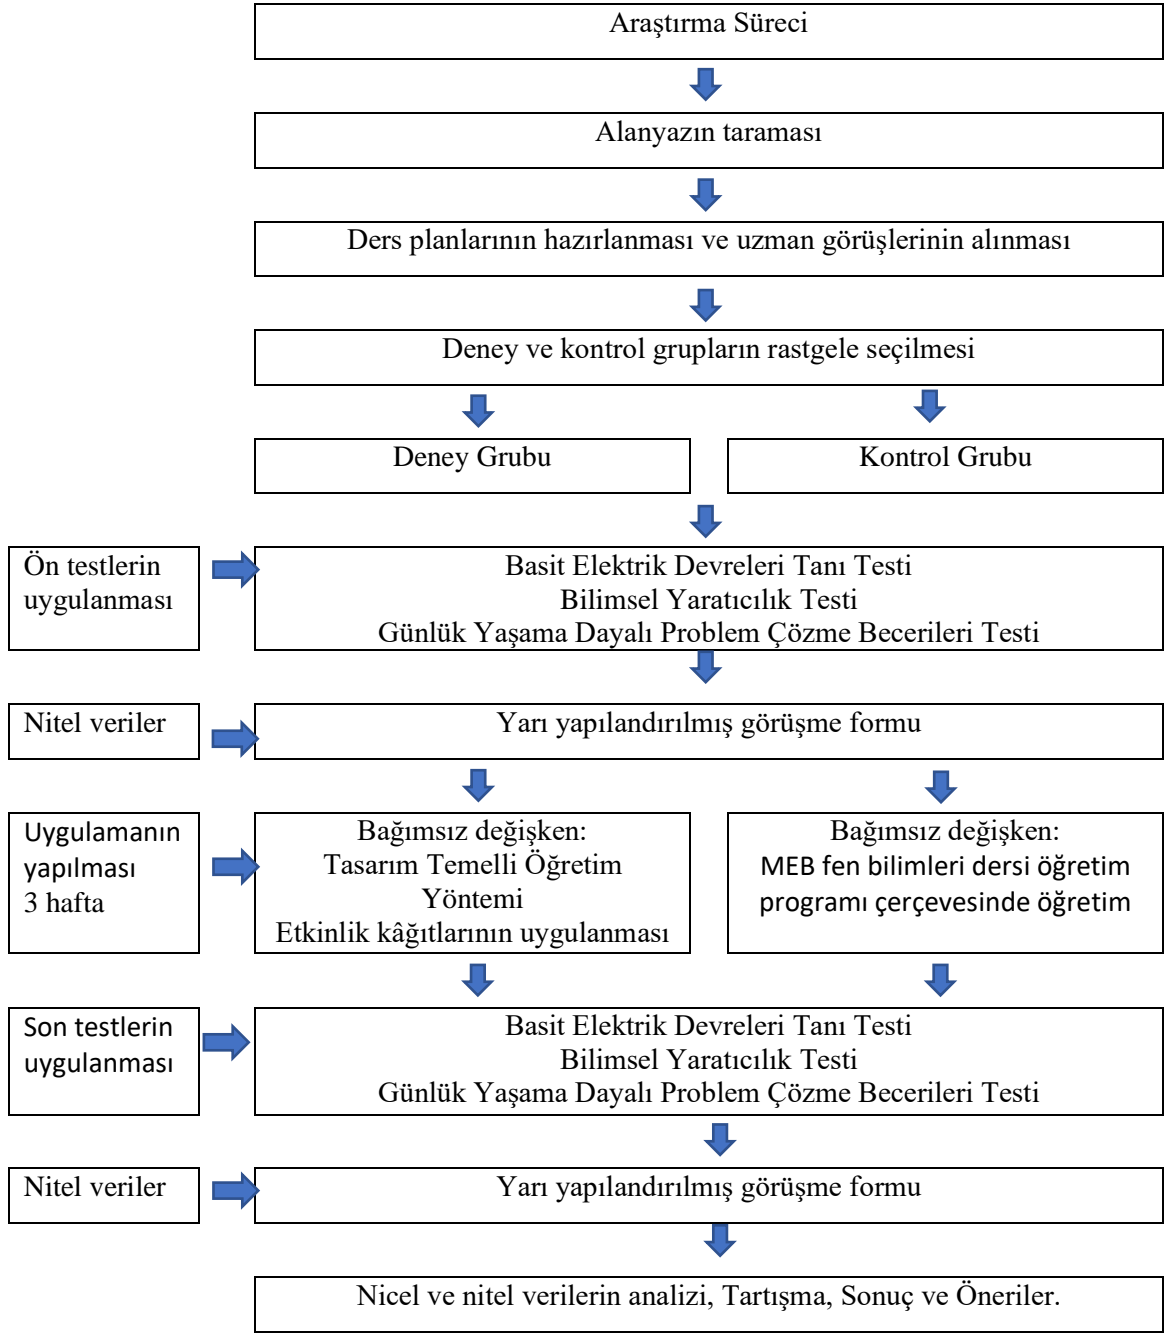 Araştırma Süreci
Alanyazın taraması
Ders planlarının hazırlanması ve uzman görüşlerinin alınması
Deney ve kontrol grupların rastgele seçilmesi
Deney Grubu
Kontrol Grubu
Ön testlerin
uygulanması
Basit Elektrik Devreleri Tanı Testi
Bilimsel Yaratıcılık Testi
Günlük Yaşama Dayalı Problem Çözme Becerileri Testi
Nitel veriler
Yarı yapılandırılmış görüşme formu
Uygulamanın
yapılması
3 hafta
Bağımsız değişken:
Tasarım Temelli Öğretim
Yöntemi
Etkinlik kâğıtlarının uygulanması
Bağımsız değişken:
MEB fen bilimleri dersi öğretim
programı çerçevesinde öğretim
Son testlerin
uygulanması
Basit Elektrik Devreleri Tanı Testi
Bilimsel Yaratıcılık Testi
Günlük Yaşama Dayalı Problem Çözme Becerileri Testi
Nitel veriler
Yarı yapılandırılmış görüşme formu
Nicel ve nitel verilerin analizi, Tartışma, Sonuç ve Öneriler.